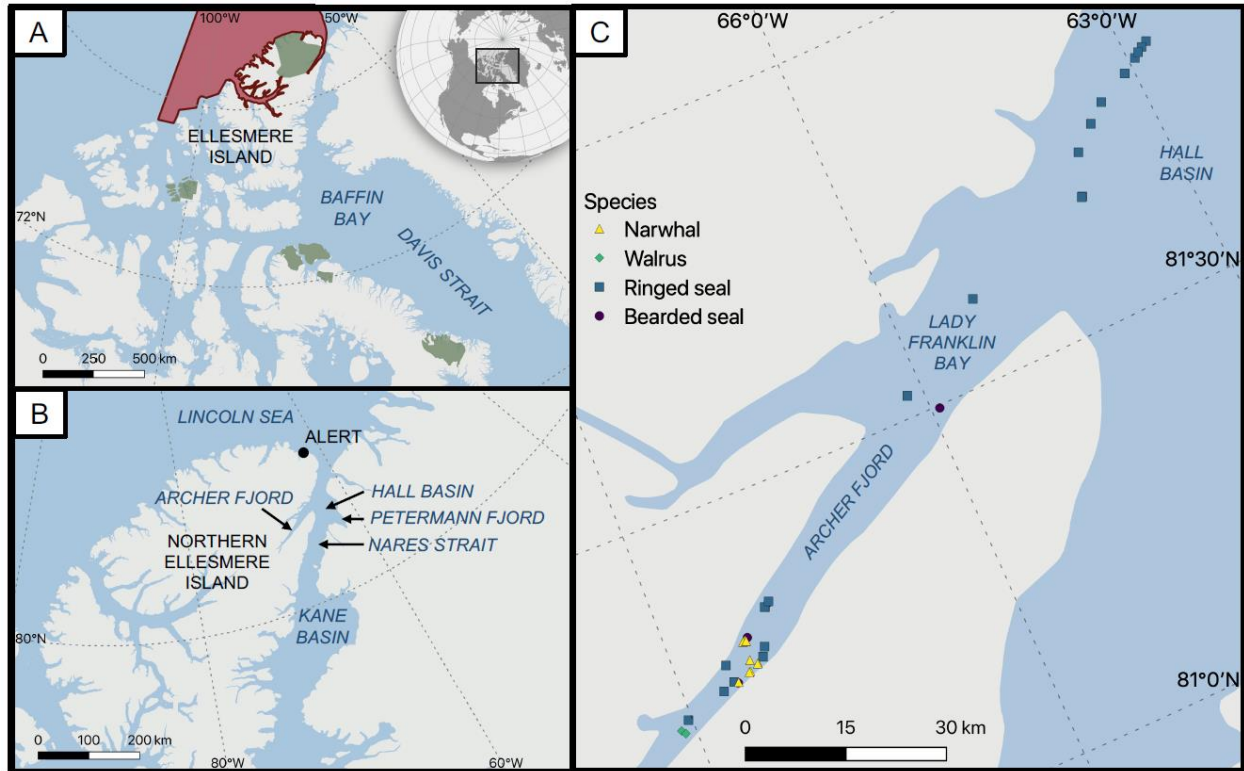 A
100°W
50°W
ELLESMERE
ISLAND
BAFFIN
BAY
DAVIS STRAIT
72°N
0 250 500 km
B
LINCOLN SEA
ALERT
ARCHER FJORD
HALL BASIN
PETERMANN FJORD
NORTHERN
ELLESMERE
ISLAND
NARES STRAIT
KANE
BASIN
80°N
0 100 200 km
80°W
60°W
C
66°0'W
63°0'W
HALL
BASIN
Species
Narwhal
Walrus
Ringed seal
Bearded seal
81°30'N
LADY
FRANKLIN
BAY
ARCHER FJORD
81°0'N
0 15 30 km